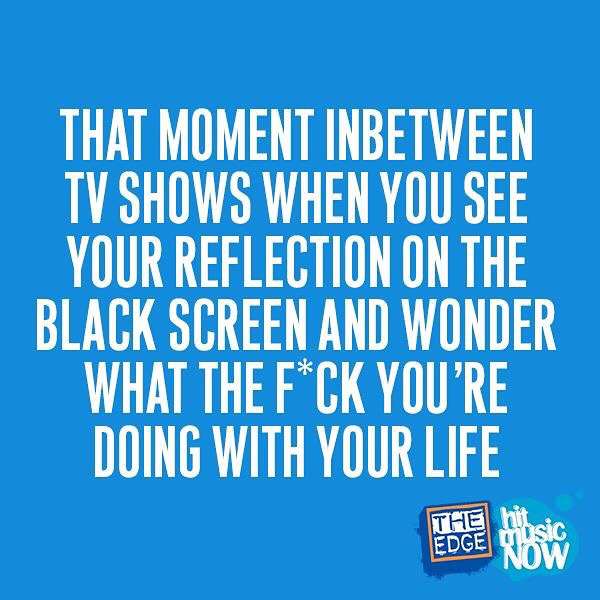 THAT MOMENT INBETWEEN
TV SHOWS WHEN YOU SEE
YOUR REFLECTION ON THE
BLACK SCREEN AND WONDER
WHAT THE F*CK YOU’RE
DOING WITH YOUR LIFE
THE
EDGE
hit
music
NOW